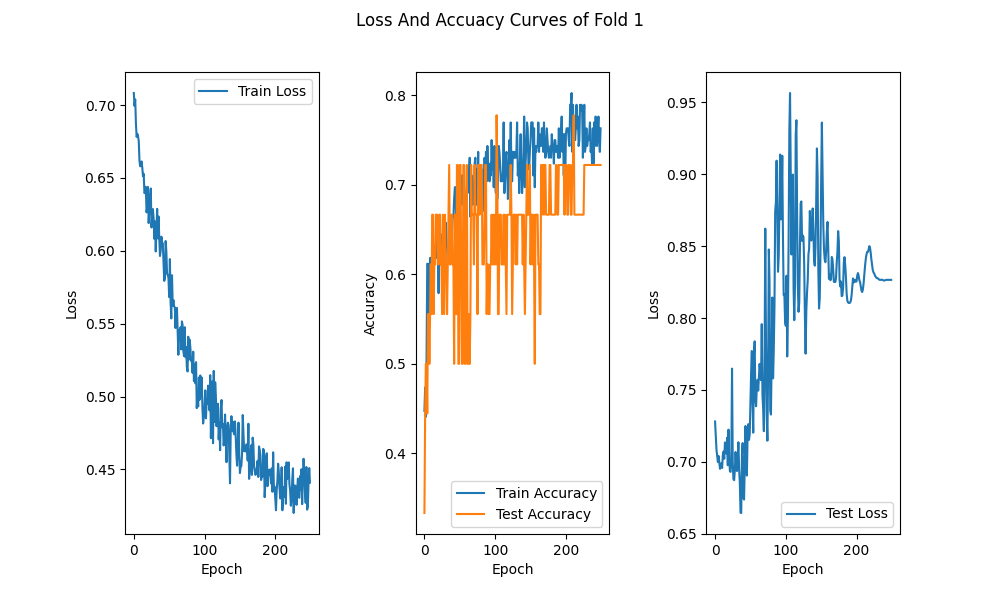 Loss And Accuacy Curves of Fold 1
Loss
0.70
0.65
0.60
0.55
0.50
0.45
Train Loss
0
100
200
Epoch
Accuracy
0.8
0.7
0.6
0.5
0.4
Train Accuracy
Test Accuracy
0
100
200
Epoch
Loss
0.95
0.90
0.85
0.80
0.75
0.70
0.65
Test Loss
0
100
200
Epoch